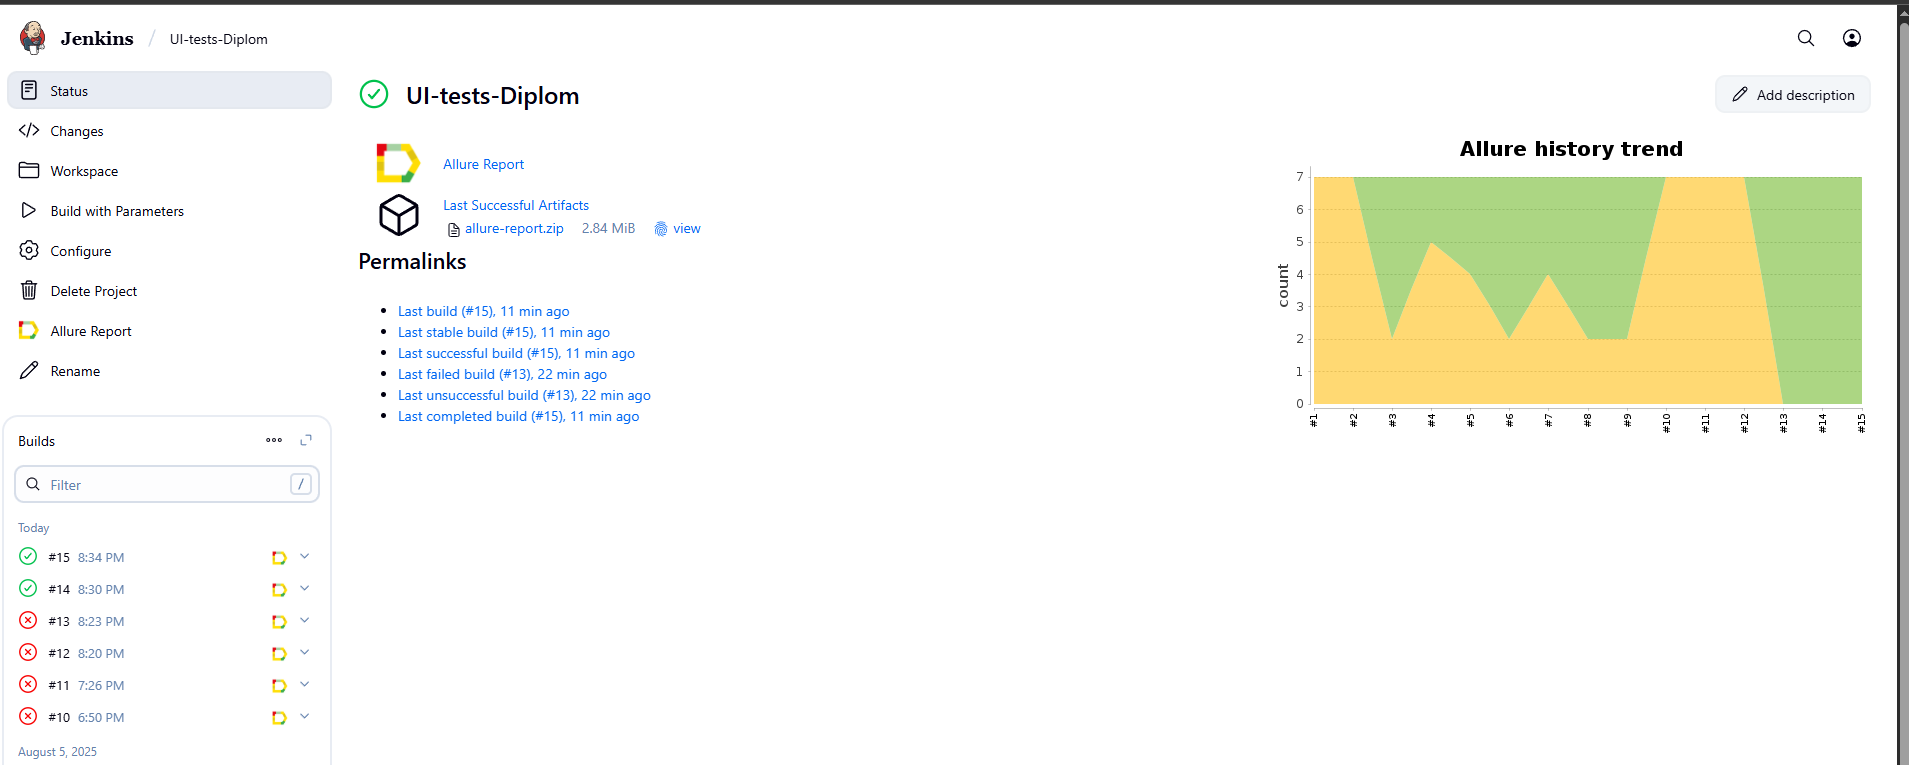 Jenkins / UI-tests-Diplom
Status
Changes
Workspace
Build with Parameters
Configure
Delete Project
Allure Report
Rename
Builds
Filter /
Today
#15 8:34 PM
#14 8:30 PM
#13 8:23 PM
#12 8:20 PM
#11 7:26 PM
#10 6:50 PM
August 5, 2025
UI-tests-Diplom
Add description
Allure Report
Last Successful Artifacts
allure-report.zip 2.84 MiB view
Permalinks
Last build (#15), 11 min ago
Last stable build (#15), 11 min ago
Last successful build (#15), 11 min ago
Last failed build (#13), 22 min ago
Last unsuccessful build (#13), 22 min ago
Last completed build (#15), 11 min ago
Allure history trend
count
7
6
5
4
3
2
1
0
#1 #2 #3 #4 #5 #6 #7 #8 #9 #10 #11 #12 #13 #14 #15